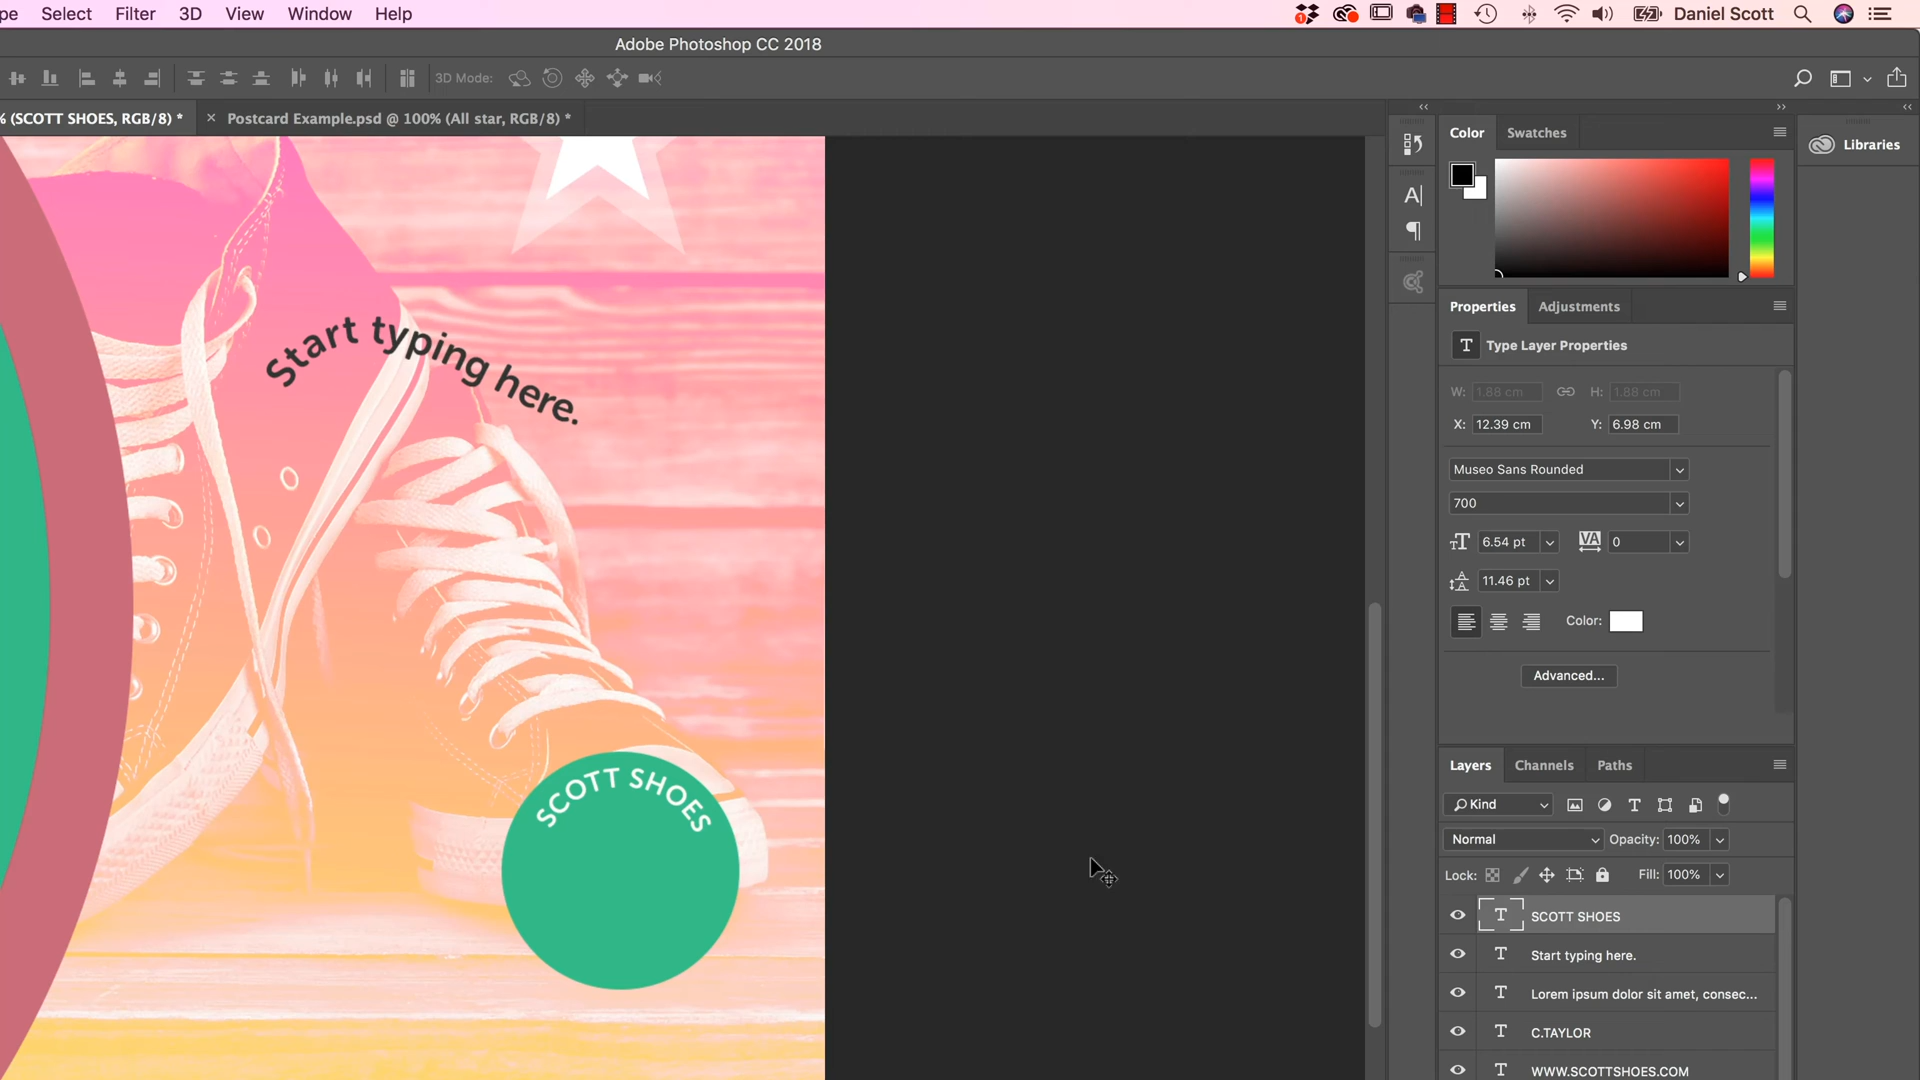 pe Select Filter 3D View Window Help 1 Daniel Scott
Adobe Photoshop CC 2018
3D Mode:
% (SCOTT SHOES, RGB/8) * × Postcard Example.psd @ 100% (All star, RGB/8) *
Color Swatches
Libraries
Start typing here.
SCOTT SHOES
Properties Adjustments
T Type Layer Properties
W: 1.88 cm H: 1.88 cm
X: 12.39 cm Y: 6.98 cm
Museo Sans Rounded
700
6.54 pt VA 0
11.46 pt
Color:
Advanced...
Layers Channels Paths
Kind
Normal Opacity: 100%
Lock: Fill: 100%
T SCOTT SHOES
T Start typing here.
T Lorem ipsum dolor sit amet, consec...
T C.TAYLOR
T WWW.SCOTTSHOES.COM